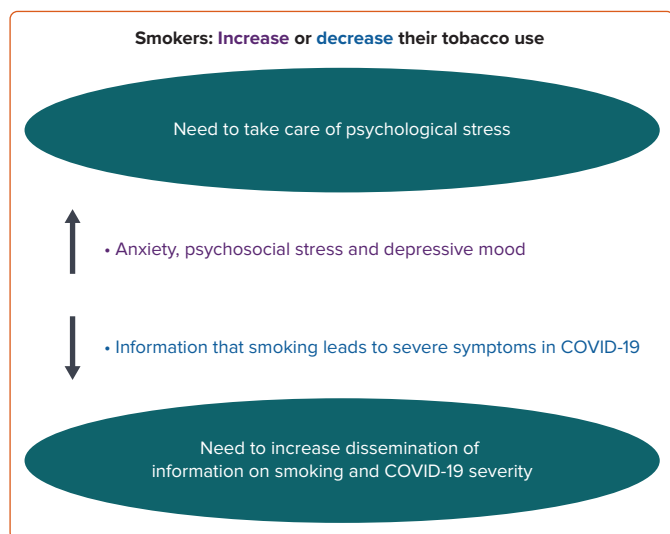 Smokers: Increase or decrease their tobacco use
Need to take care of psychological stress
• Anxiety, psychosocial stress and depressive mood
• Information that smoking leads to severe symptoms in COVID-19
Need to increase dissemination of
information on smoking and COVID-19 severity